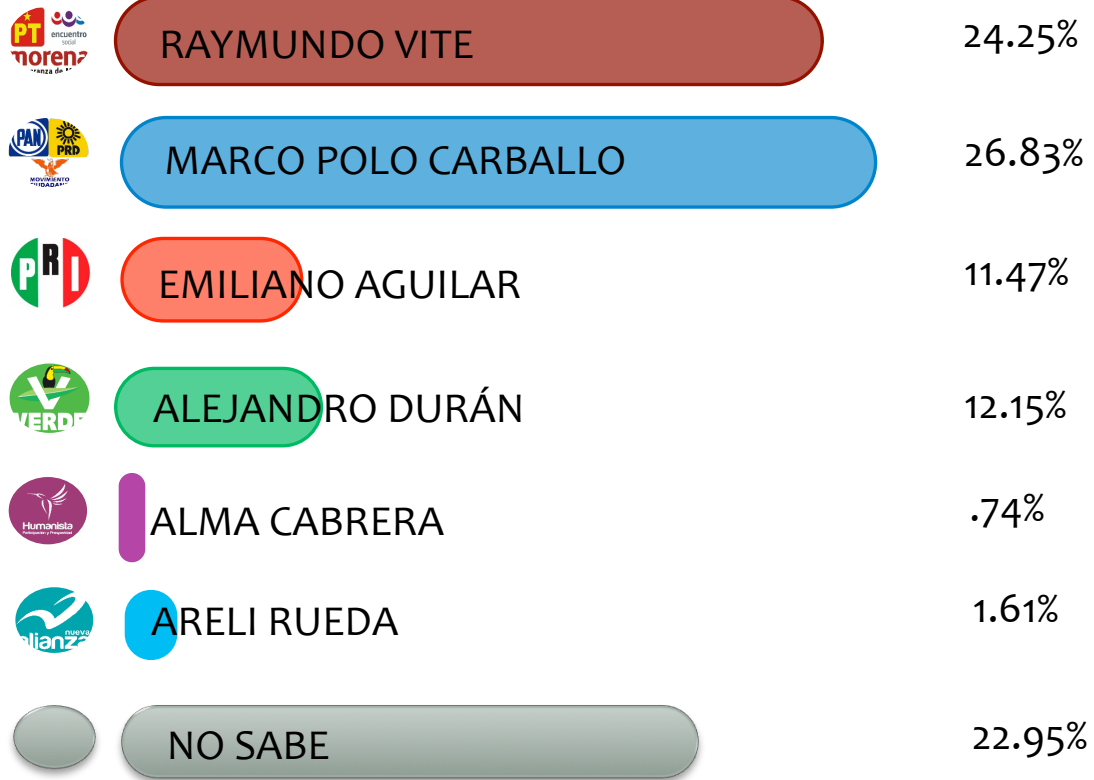 PT
encuentro
social
morena
RAYMUNDO VITE
24.25%
PAN
PRD
MOVIMIENTO
CIUDADANO
MARCO POLO CARBALLO
26.83%
PRI
EMILIANO AGUILAR
11.47%
VERDE
ALEJANDRO DURÁN
12.15%
Humanista
ALMA CABRERA
.74%
nueva
alianza
ARELI RUEDA
1.61%
NO SABE
22.95%